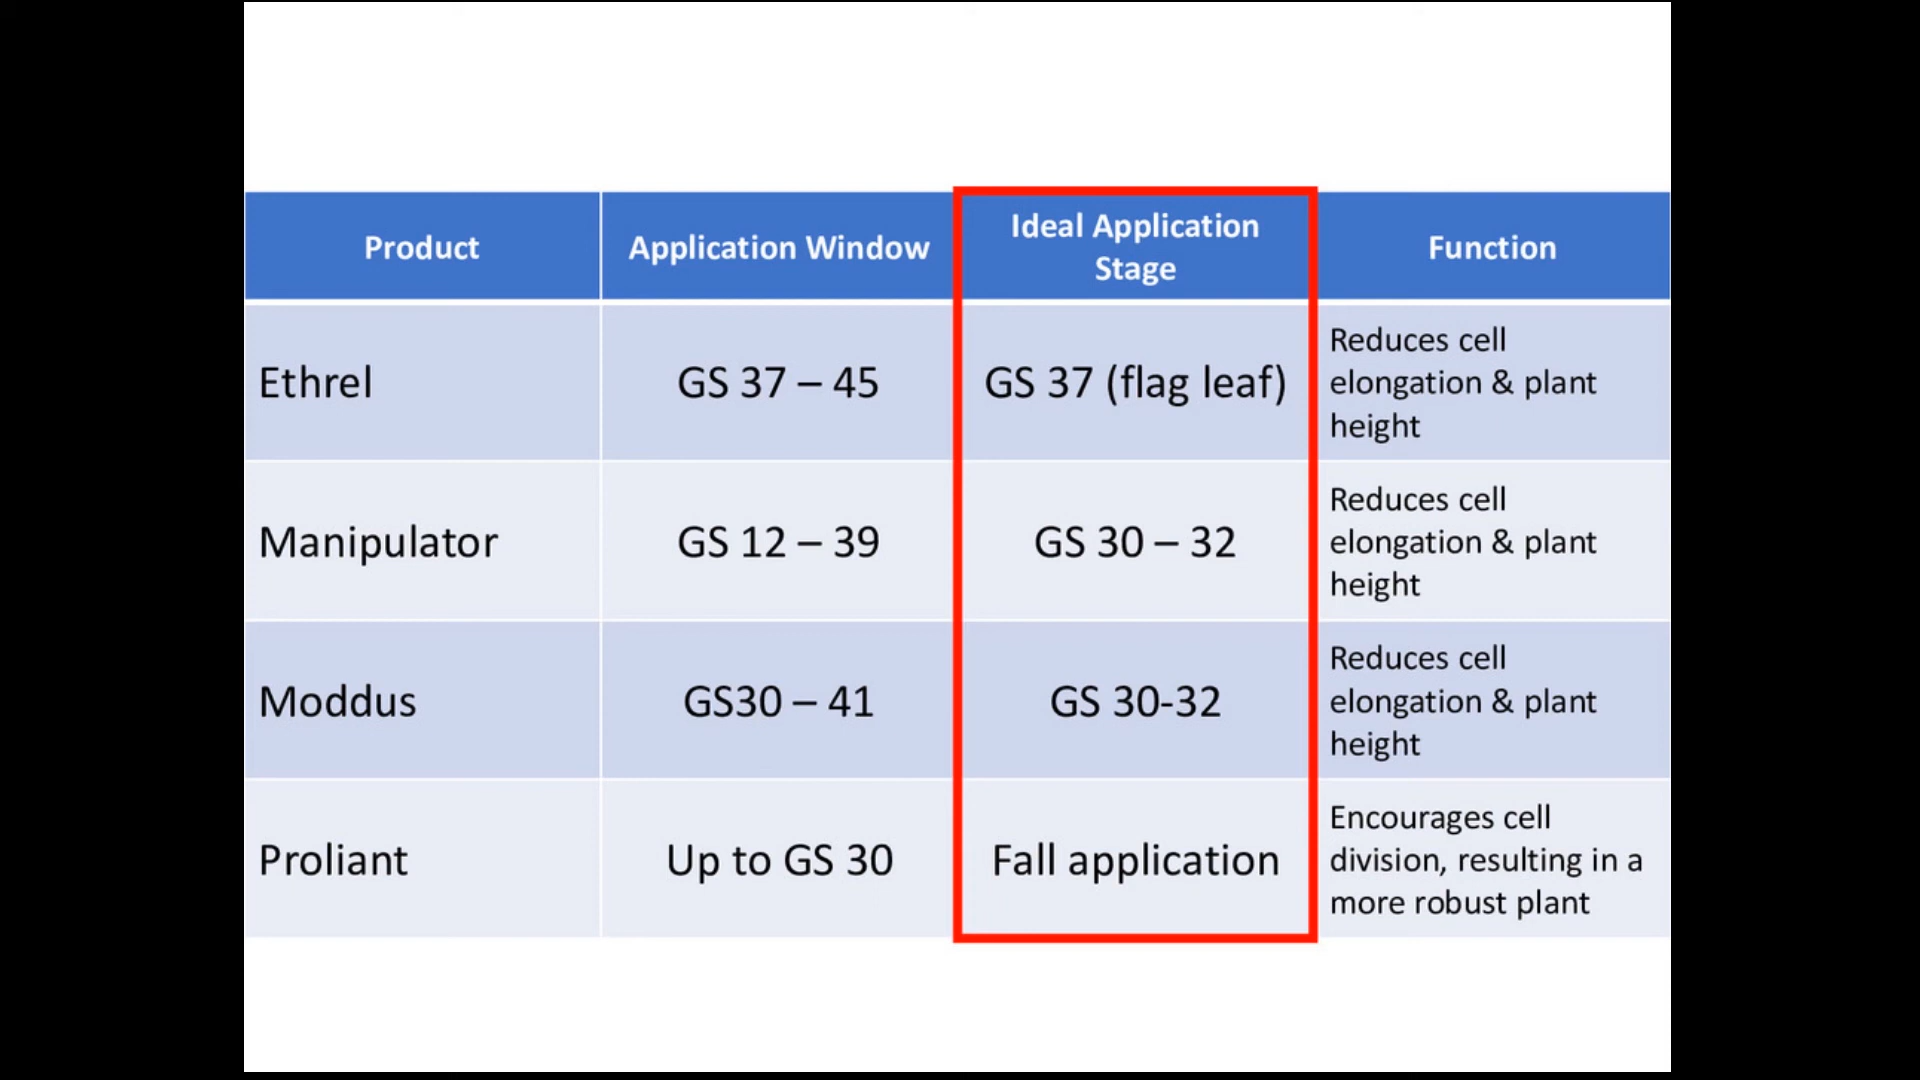 Product
Application Window
Ideal Application
Stage
Function
Ethrel
GS 37 – 45
GS 37 (flag leaf)
Reduces cell
elongation & plant
height
Manipulator
GS 12 – 39
GS 30 – 32
Reduces cell
elongation & plant
height
Moddus
GS30 – 41
GS 30-32
Reduces cell
elongation & plant
height
Proliant
Up to GS 30
Fall application
Encourages cell
division, resulting in a
more robust plant